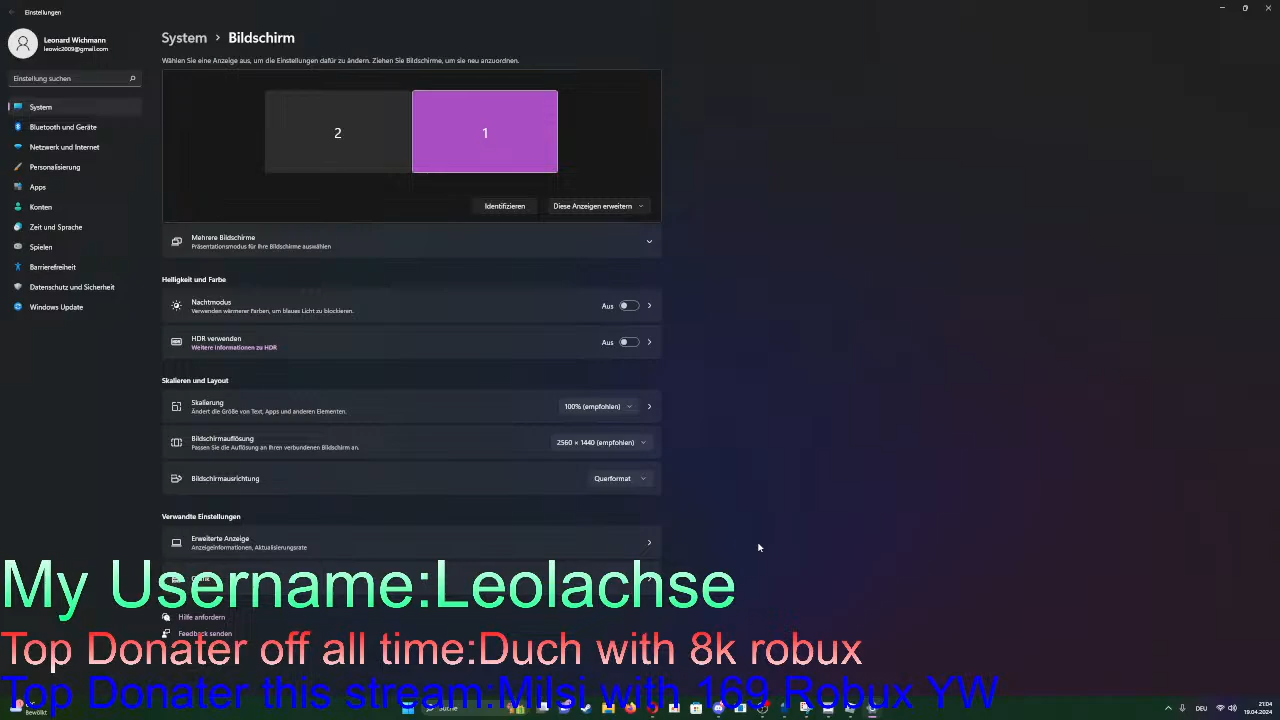 Einstellungen
Leonard Wichmann
leowic2009@gmail.com
Einstellung suchen
System
Bluetooth und Geräte
Netzwerk und Internet
Personalisierung
Apps
Konten
Zeit und Sprache
Spielen
Barrierefreiheit
Datenschutz und Sicherheit
Windows Update
System > Bildschirm
Wählen Sie eine Anzeige aus, um die Einstellungen dafür zu ändern. Ziehen Sie Bildschirme, um sie neu anzuordnen.
2 1
Identifizieren Diese Anzeigen erweitern
Mehrere Bildschirme
Präsentationsmodus für Ihre Bildschirme auswählen
Helligkeit und Farbe
Nachtmodus Aus
Verwenden wärmerer Farben, um blaues Licht zu blockieren.
HDR verwenden Aus
Weitere Informationen zu HDR
Skalieren und Layout
Skalierung 100% (empfohlen)
Ändert die Größe von Text, Apps und anderen Elementen.
Bildschirmauflösung 2560 × 1440 (empfohlen)
Passen Sie die Auflösung an Ihren verbundenen Bildschirm an.
Bildschirmausrichtung Querformat
Verwandte Einstellungen
Erweiterte Anzeige
Anzeigeinformationen, Aktualisierungsrate
My Username:Leolachse
Hilfe anfordern
Feedback senden
Top Donater off all time:Duch with 8k robux
Top Donater this stream:Milsi with 169 Robux YW
Bewölkt
DEU
21:04
19.04.2024